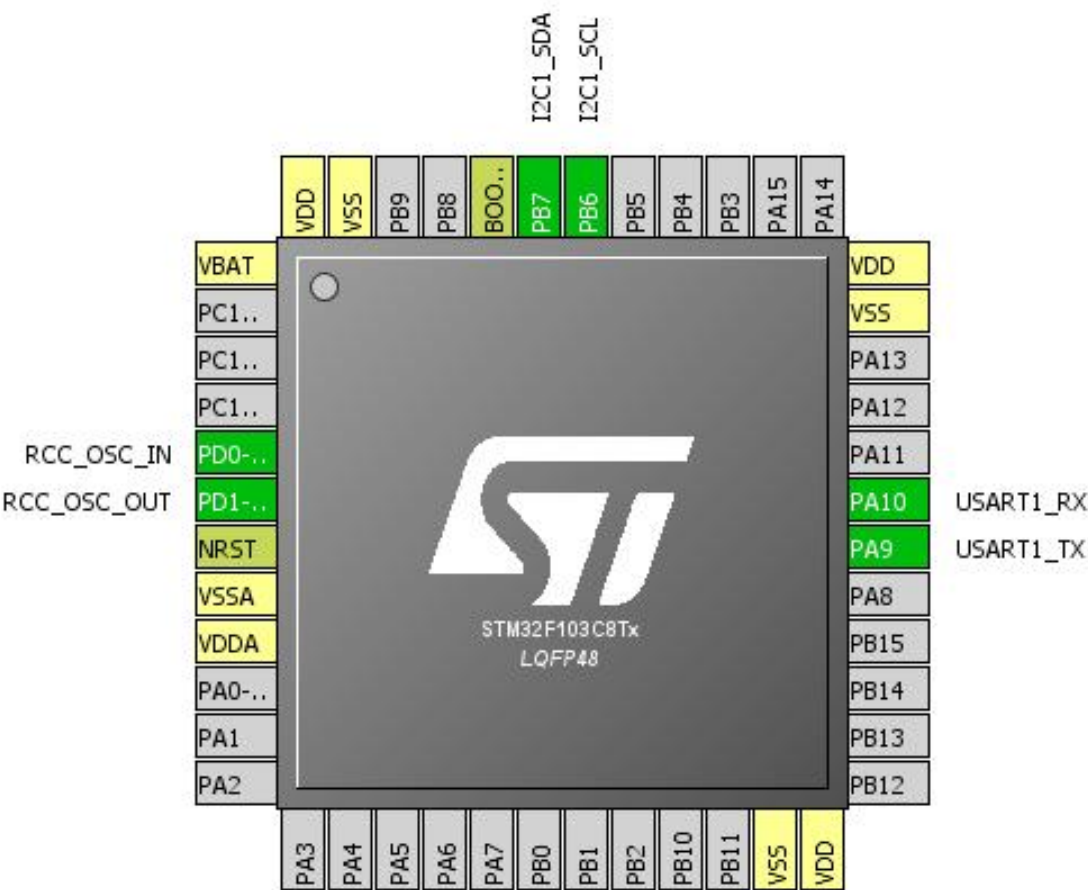 I2C1_SDA
I2C1_SCL
VDD
VSS
PB9
PB8
BOO..
PB7
PB6
PB5
PB4
PB3
PA15
PA14
VBAT
PC1..
PC1..
PC1..
RCC_OSC_IN PD0-..
RCC_OSC_OUT PD1-..
NRST
VSSA
VDDA
PA0-..
PA1
PA2
ST
STM32F103C8Tx
LQFP48
VDD
VSS
PA13
PA12
PA11
PA10 USART1_RX
PA9 USART1_TX
PA8
PB15
PB14
PB13
PB12
PA3
PA4
PA5
PA6
PA7
PB0
PB1
PB2
PB10
PB11
VSS
VDD